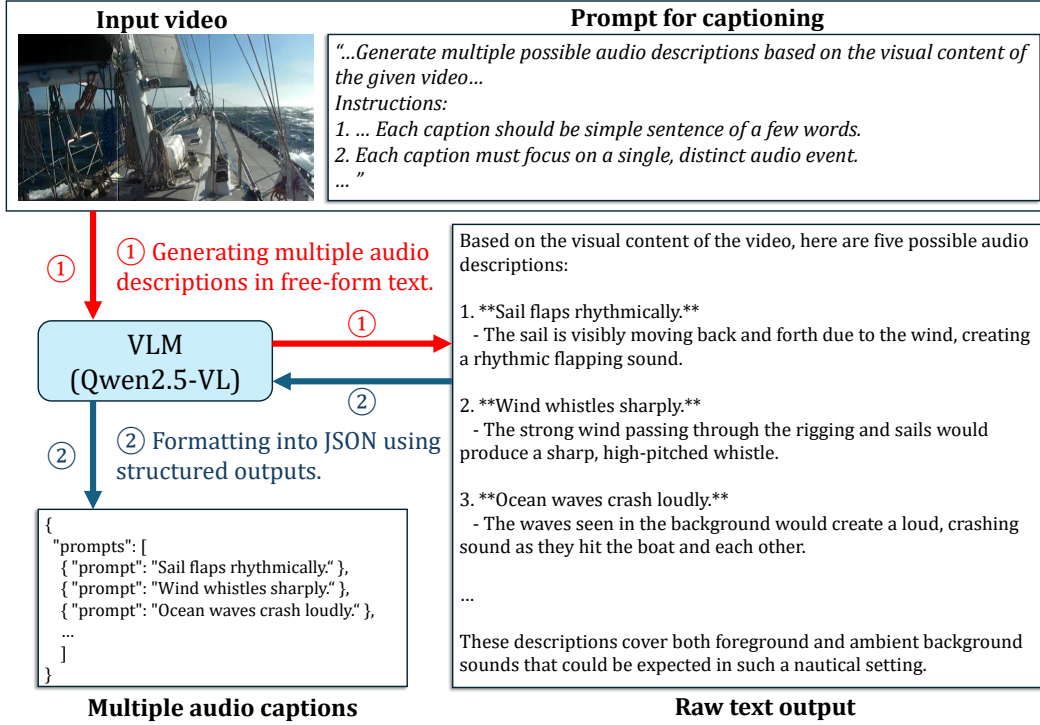 Input video
Prompt for captioning
“…Generate multiple possible audio descriptions based on the visual content of
the given video…
Instructions:
1. … Each caption should be simple sentence of a few words.
2. Each caption must focus on a single, distinct audio event.
… ”
① Generating multiple audio
descriptions in free-form text.
①
①
VLM
(Qwen2.5-VL)
②
② Formatting into JSON using
structured outputs.
②
{
"prompts": [
{ "prompt": "Sail flaps rhythmically.“ },
{ "prompt": "Wind whistles sharply.“ },
{ "prompt": "Ocean waves crash loudly.“ },
…
]
}
Multiple audio captions
Based on the visual content of the video, here are five possible audio
descriptions:
1. **Sail flaps rhythmically.**
- The sail is visibly moving back and forth due to the wind, creating
a rhythmic flapping sound.
2. **Wind whistles sharply.**
- The strong wind passing through the rigging and sails would
produce a sharp, high-pitched whistle.
3. **Ocean waves crash loudly.**
- The waves seen in the background would create a loud, crashing
sound as they hit the boat and each other.
…
These descriptions cover both foreground and ambient background
sounds that could be expected in such a nautical setting.
Raw text output